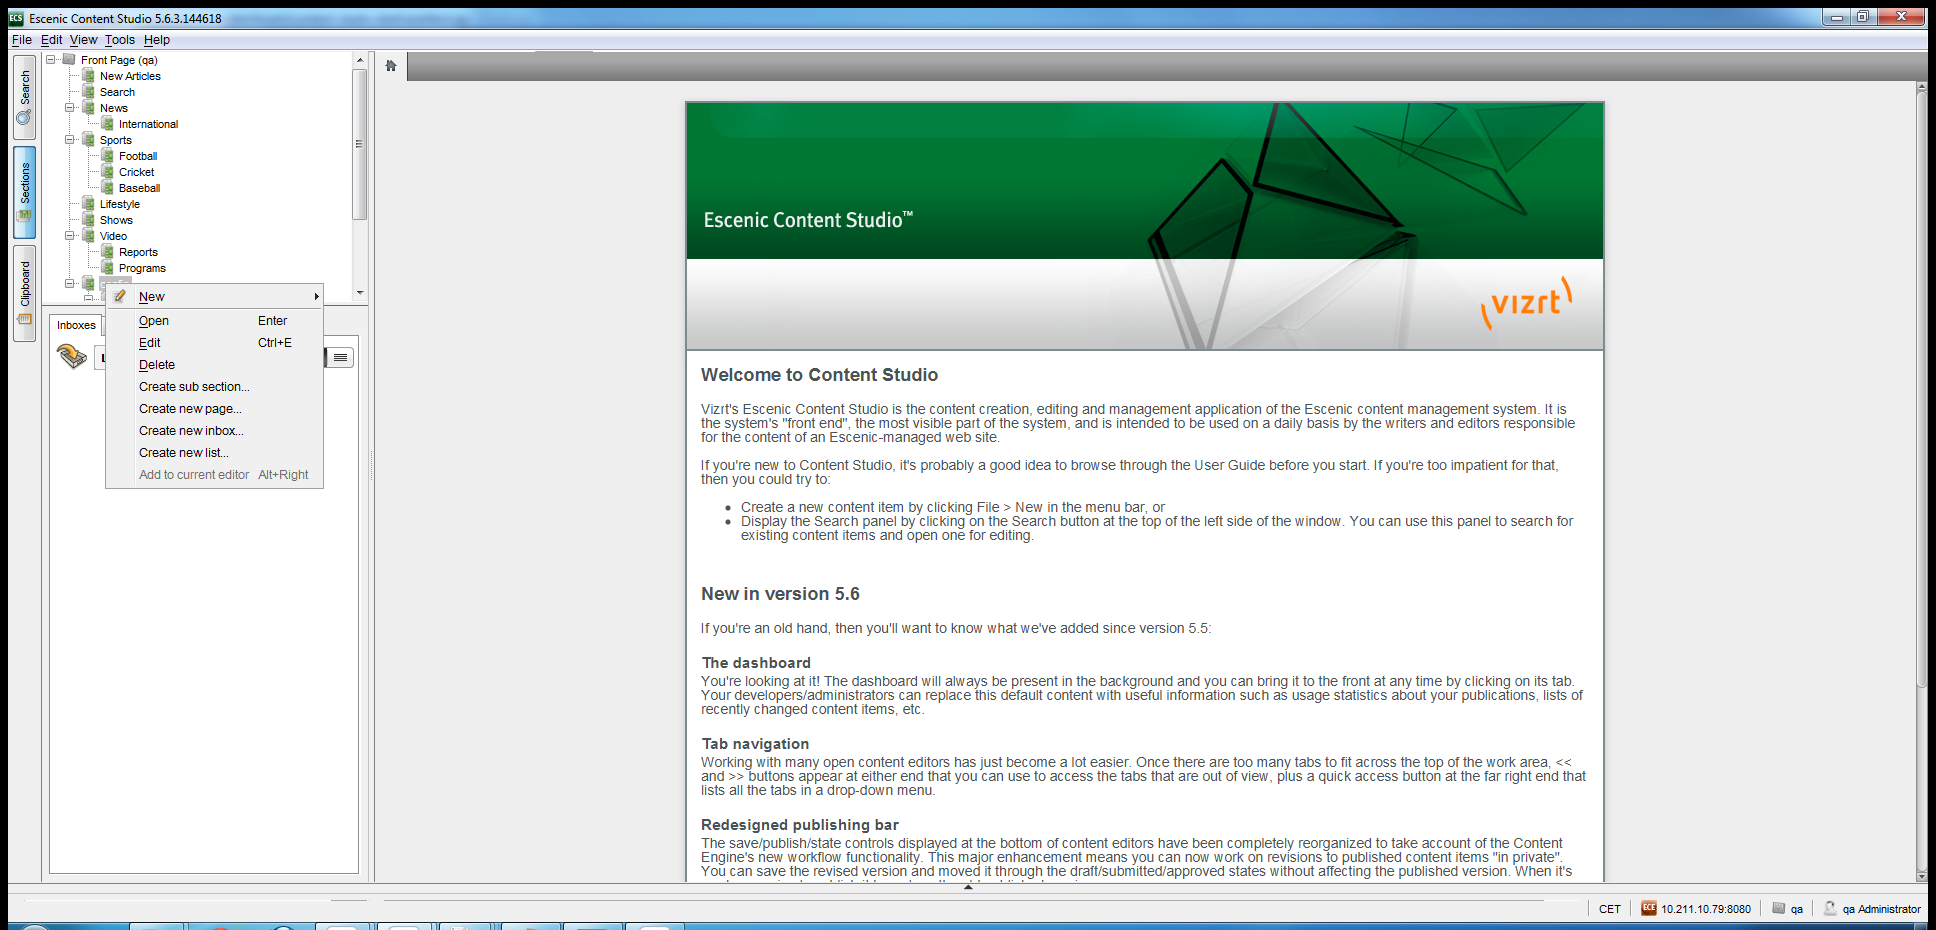 Escenic Content Studio 5.6.3.144618
File Edit View Tools Help
Search
Sections
Clipboard
Front Page (qa)
New Articles
Search
News
International
Sports
Football
Cricket
Baseball
Lifestyle
Shows
Video
Reports
Programs
New
Open Enter
Edit Ctrl+E
Delete
Create sub section...
Create new page...
Create new inbox...
Create new list...
Add to current editor Alt+Right
Inboxes
Escenic Content Studio™
vizrt
Welcome to Content Studio
Vizrt's Escenic Content Studio is the content creation, editing and management application of the Escenic content management system. It is
the system's "front end", the most visible part of the system, and is intended to be used on a daily basis by the writers and editors responsible
for the content of an Escenic-managed web site.
If you're new to Content Studio, it's probably a good idea to browse through the User Guide before you start. If you're too impatient for that,
then you could try to:
• Create a new content item by clicking File > New in the menu bar, or
• Display the Search panel by clicking on the Search button at the top of the left side of the window. You can use this panel to search for
existing content items and open one for editing.
New in version 5.6
If you're an old hand, then you'll want to know what we've added since version 5.5:
The dashboard
You're looking at it! The dashboard will always be present in the background and you can bring it to the front at any time by clicking on its tab.
Your developers/administrators can replace this default content with useful information such as usage statistics about your publications, lists of
recently changed content items, etc.
Tab navigation
Working with many open content editors has just become a lot easier. Once there are too many tabs to fit across the top of the work area, <<
and >> buttons appear at either end that you can use to access the tabs that are out of view, plus a quick access button at the far right end that
lists all the tabs in a drop-down menu.
Redesigned publishing bar
The save/publish/state controls displayed at the bottom of content editors have been completely reorganized to take account of the Content
Engine's new workflow functionality. This major enhancement means you can now work on revisions to published content items "in private".
You can save the revised version and moved it through the draft/submitted/approved states without affecting the published version. When it's
CET
ECE 10.211.10.79:8080
qa
qa Administrator